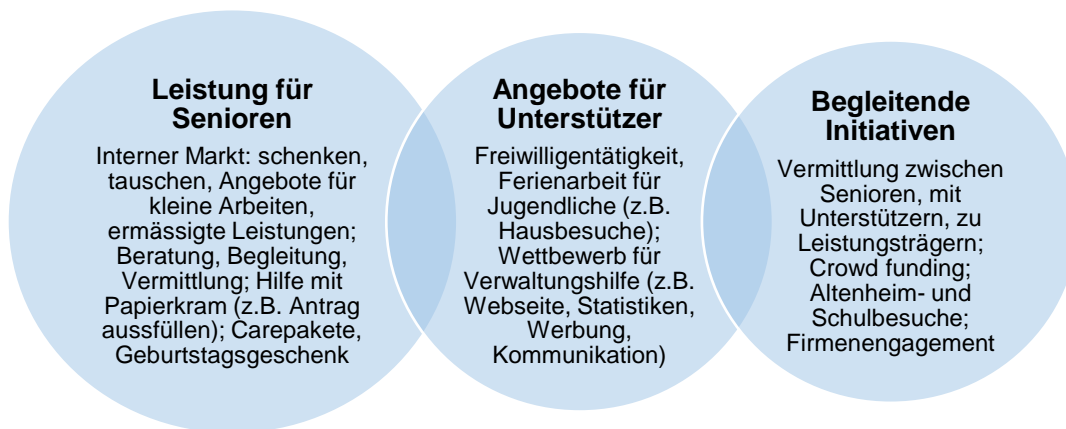 Leistung für
Senioren
Interner Markt: schenken,
tauschen, Angebote für
kleine Arbeiten,
ermässigte Leistungen;
Beratung, Begleitung,
Vermittlung; Hilfe mit
Papierkram (z.B. Antrag
aussfüllen); Carepakete,
Geburtstagsgeschenk
Angebote für
Unterstützer
Freiwilligentätigkeit,
Ferienarbeit für
Jugendliche (z.B.
Hausbesuche);
Wettbewerb für
Verwaltungshilfe (z.B.
Webseite, Statistiken,
Werbung,
Kommunikation)
Begleitende
Initiativen
Vermittlung zwischen
Senioren, mit
Unterstützern, zu
Leistungsträgern;
Crowd funding;
Altenheim- und
Schulbesuche;
Firmenengagement